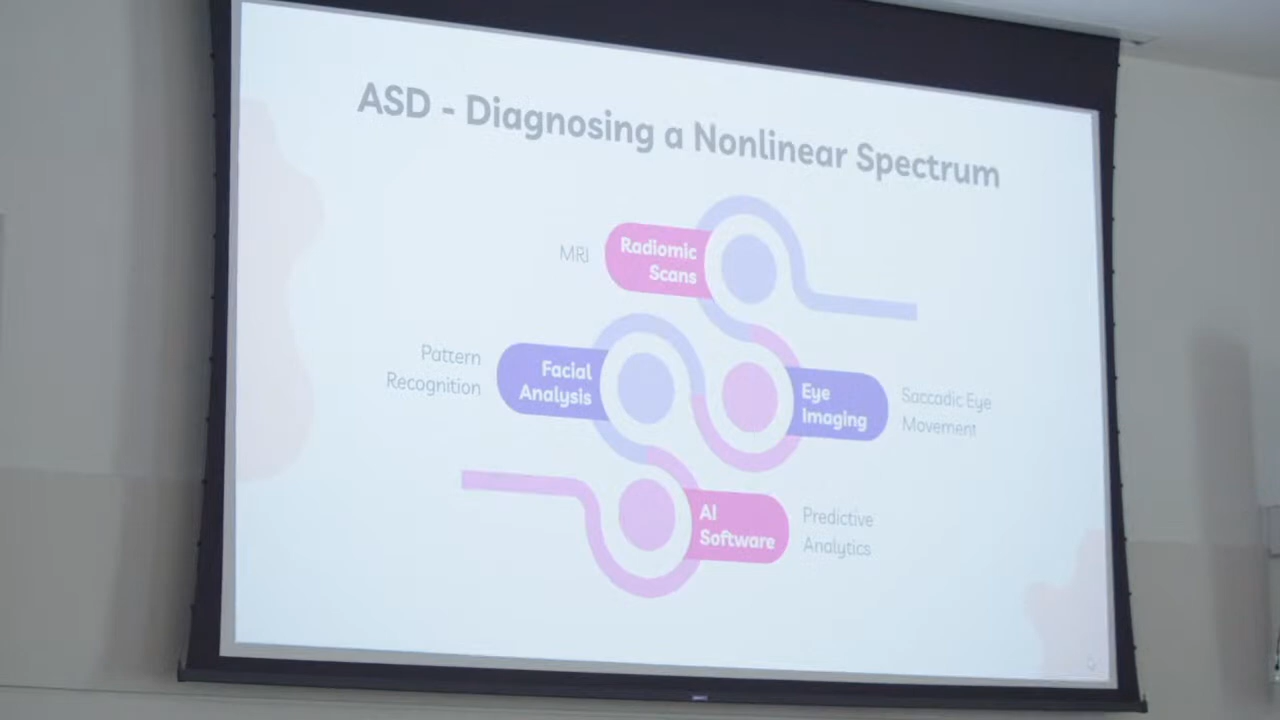 ASD - Diagnosing a Nonlinear Spectrum
MRI
Radiomic
Scans
Pattern
Recognition
Facial
Analysis
Eye
Imaging
Saccadic Eye
Movement
AI
Software
Predictive
Analytics